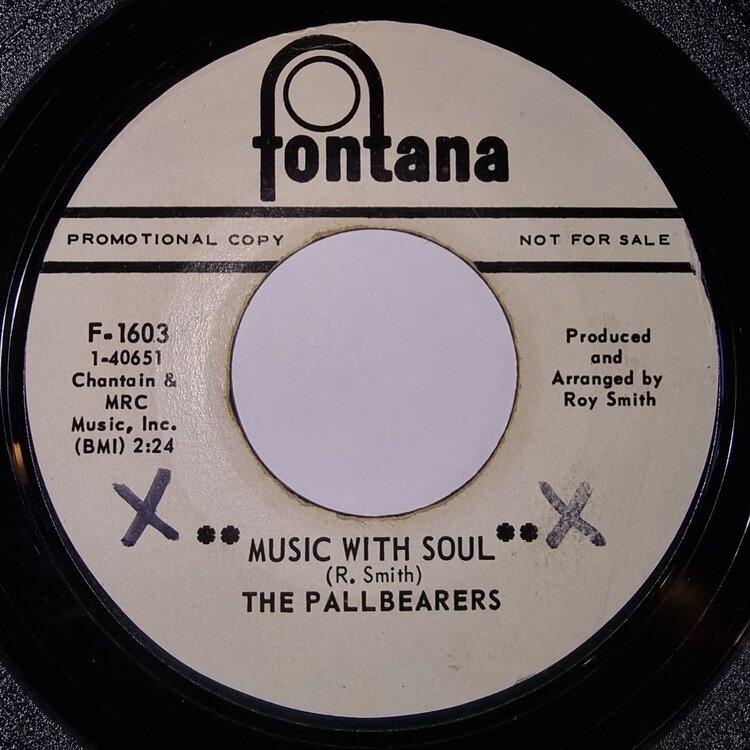 fontana
PROMOTIONAL COPY NOT FOR SALE
F-1603
1-40651
Chantain &
MRC
Music, Inc.
(BMI) 2:24
Produced
and
Arranged by
Roy Smith
X ** MUSIC WITH SOUL ** X
(R. Smith)
THE PALLBEARERS